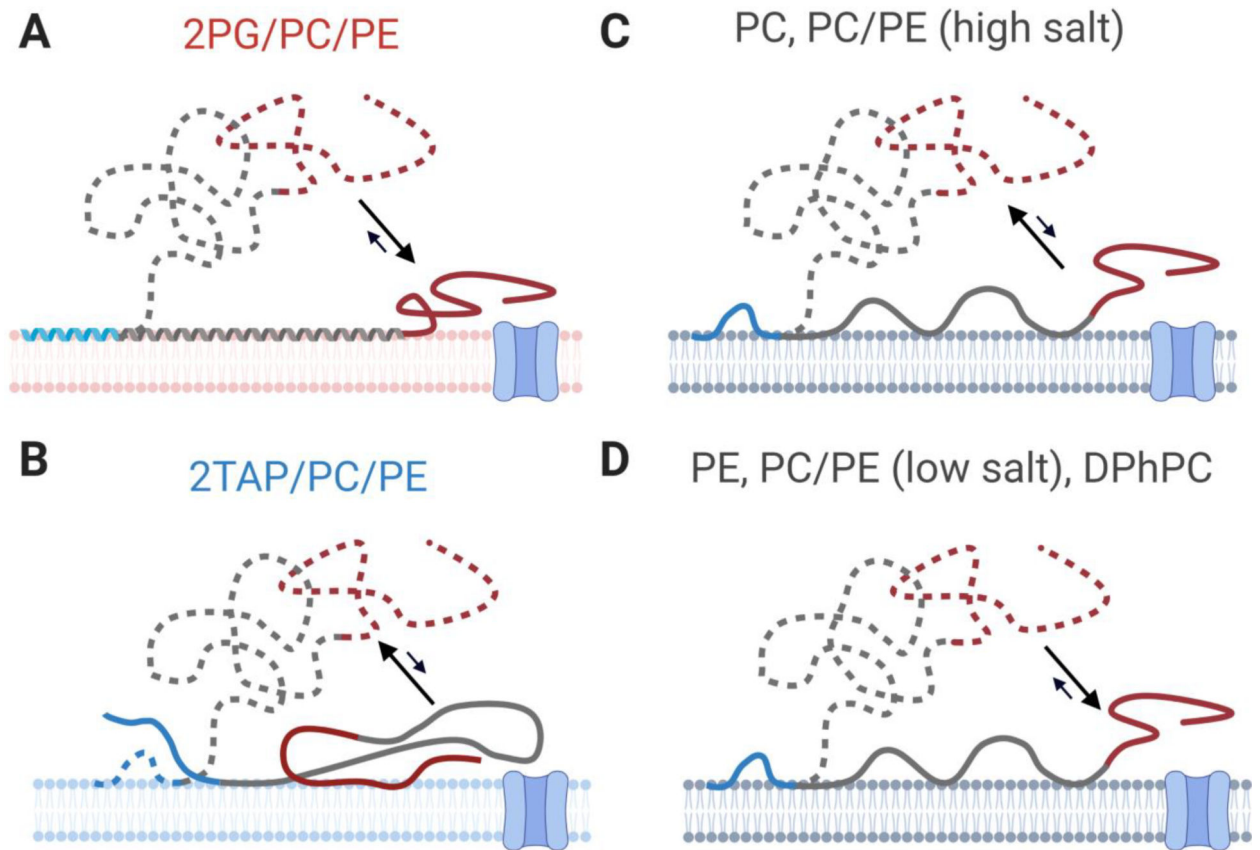 A
2PG/PC/PE
C
PC, PC/PE (high salt)
B
2TAP/PC/PE
D
PE, PC/PE (low salt), DPhPC